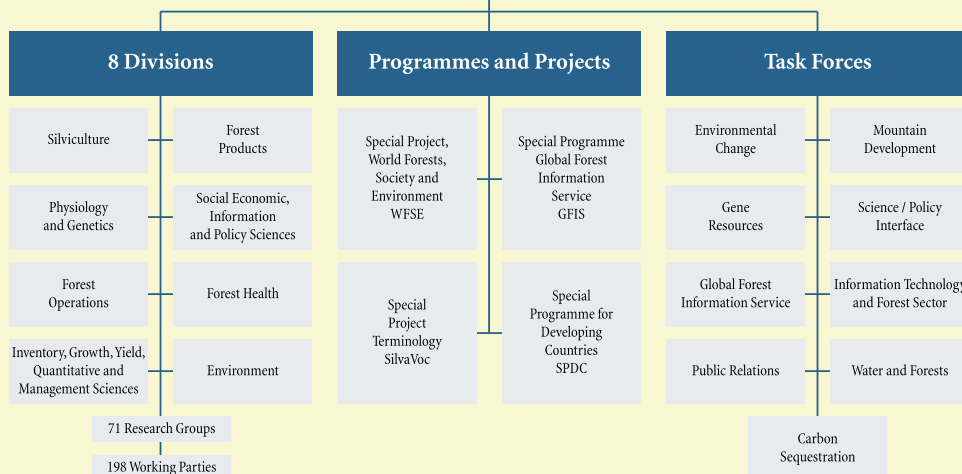 8 Divisions
Silviculture
Forest
Products
Physiology
and Genetics
Social Economic,
Information
and Policy Sciences
Forest
Operations
Forest Health
Inventory, Growth, Yield,
Quantitative and
Management Sciences
Environment
71 Research Groups
198 Working Parties
Programmes and Projects
Special Project,
World Forests,
Society and
Environment
WFSE
Special Programme
Global Forest
Information
Service
GFIS
Special
Project
Terminology
SilvaVoc
Special
Programme for
Developing
Countries
SPDC
Task Forces
Environmental
Change
Mountain
Development
Gene
Resources
Science / Policy
Interface
Global Forest
Information Service
Information Technology
and Forest Sector
Public Relations
Water and Forests
Carbon
Sequestration